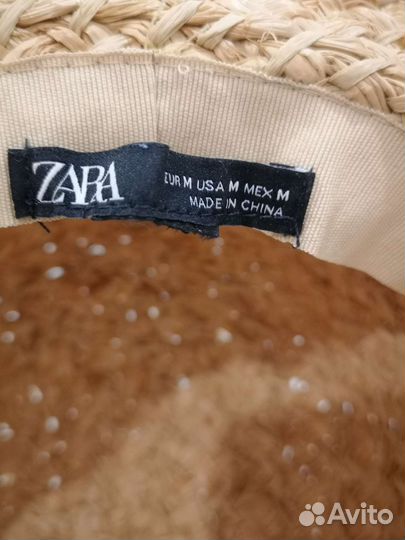 ZARA
EUR M USA M MEX M
MADE IN CHINA
Avito